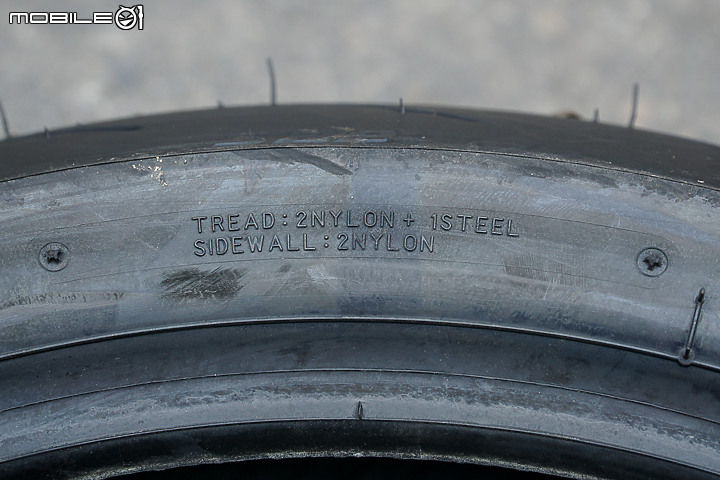 MOBILE01
TREAD: 2NYLON + 1STEEL
SIDEWALL: 2NYLON